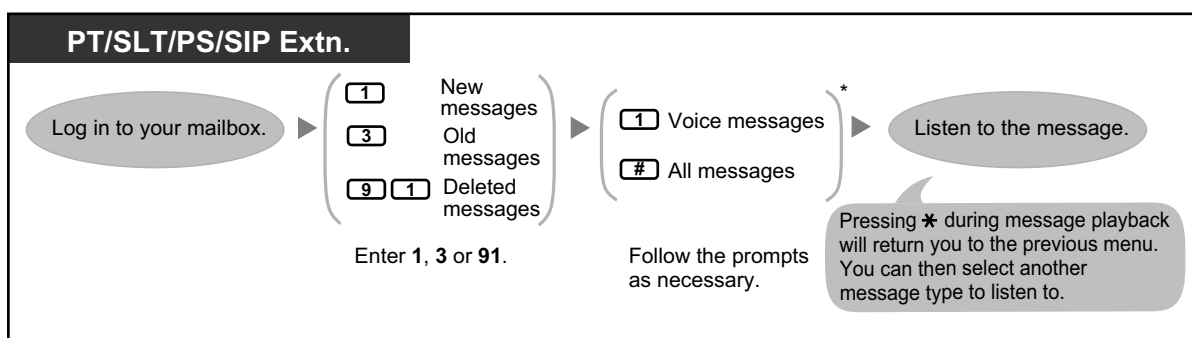 PT/SLT/PS/SIP Extn.
Log in to your mailbox.
1 New
messages
3 Old
messages
9 1 Deleted
messages
Enter 1, 3 or 91.
*
1 Voice messages
# All messages
Follow the prompts
as necessary.
Listen to the message.
Pressing * during message playback
will return you to the previous menu.
You can then select another
message type to listen to.